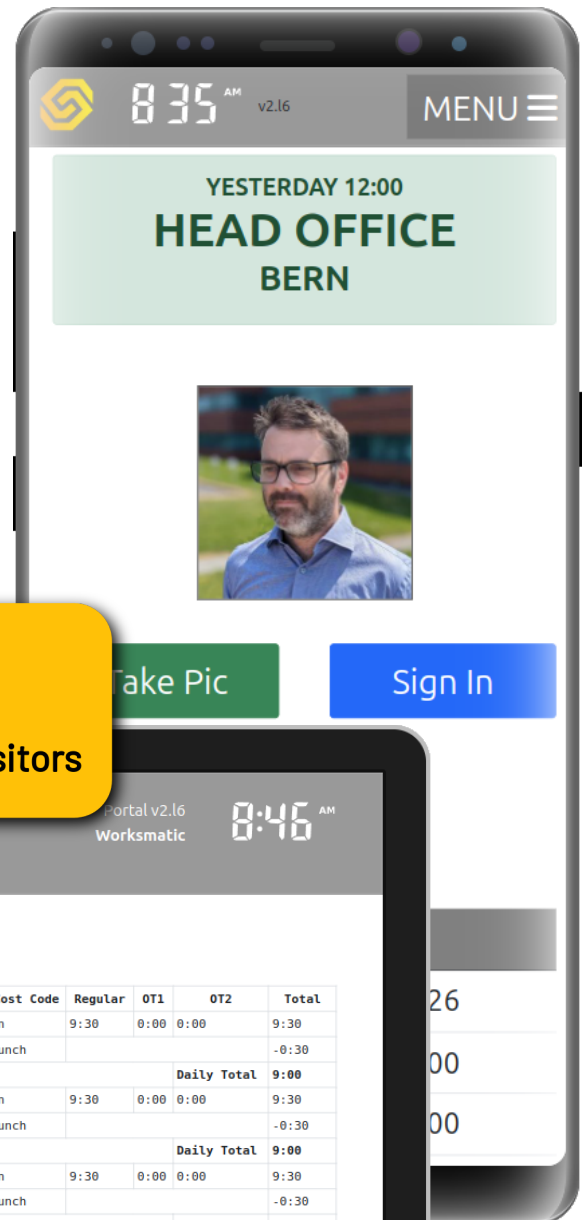 8 35 AM v2.l6 MENU
YESTERDAY 12:00
HEAD OFFICE
BERN
Take Pic Sign In
sitors
Portal v2.l6
Worksmatic
8:46 AM
ost Code Regular OT1 OT2 Total
n 9:30 0:00 0:00 9:30
unch -0:30
Daily Total 9:00
n 9:30 0:00 0:00 9:30
unch -0:30
Daily Total 9:00
n 9:30 0:00 0:00 9:30
unch -0:30
26
00
00